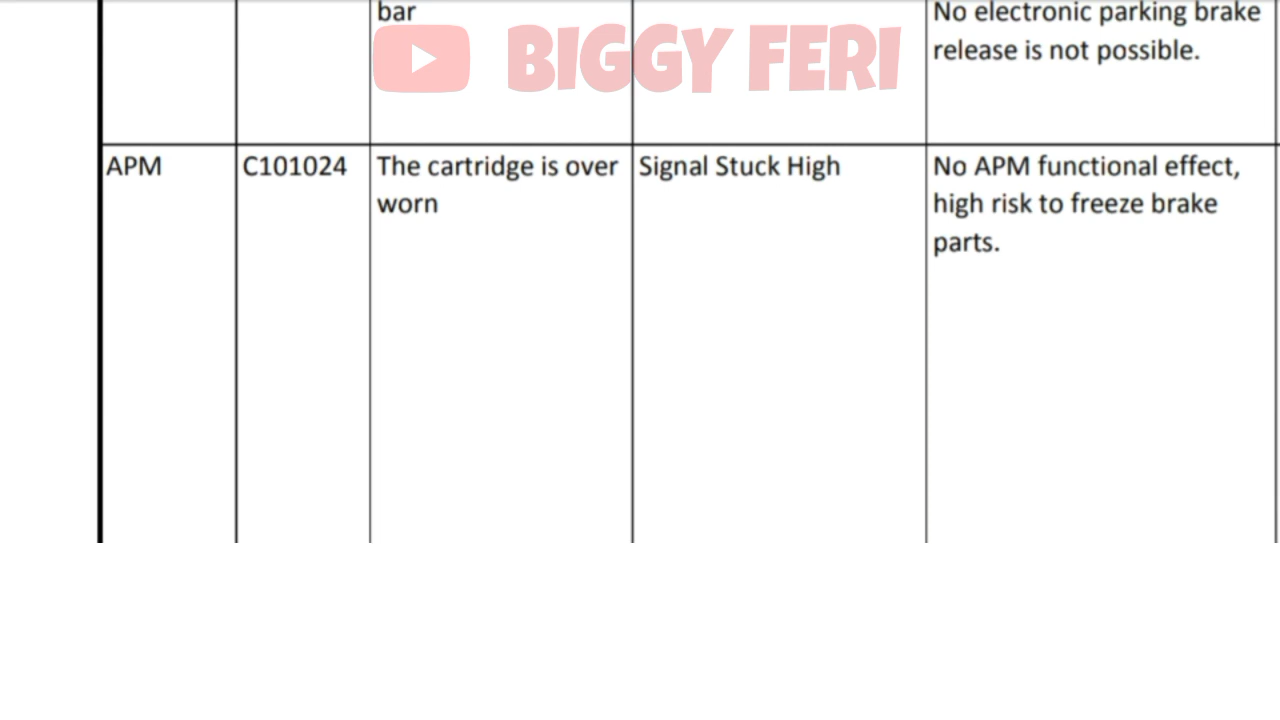 bar
No electronic parking brake
release is not possible.
BIGGY FERI
APM
C101024
The cartridge is over
worn
Signal Stuck High
No APM functional effect,
high risk to freeze brake
parts.